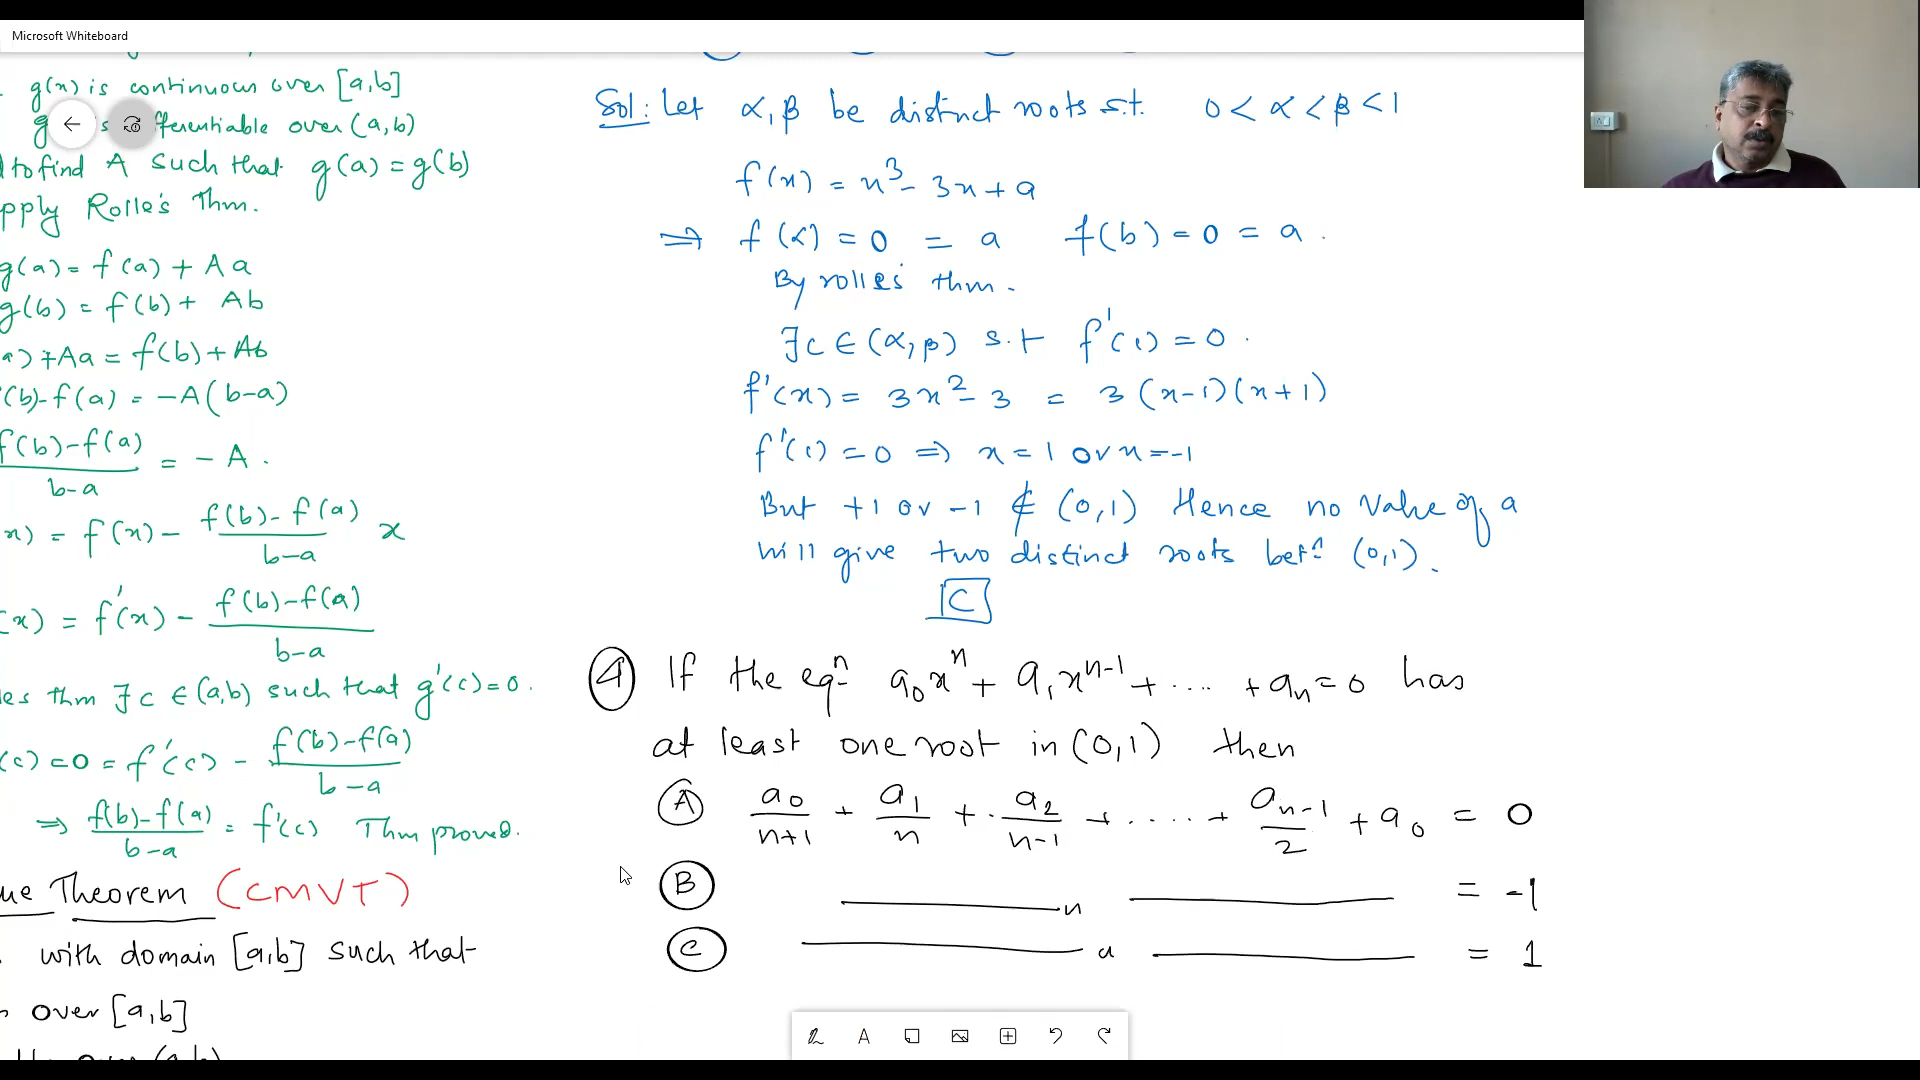 Microsoft Whiteboard
g(x) is continuous over [a,b]
g s fferentiable over (a,b)
to find A such that g(a) = g(b)
pply Rolle's Thm.
g(a) = f(a) + Aa
g(b) = f(b) + Ab
a) + Aa = f(b) + Ab
(b) - f(a) = -A(b-a)
f(b)-f(a) / b-a = -A.
x) = f(x) - f(b)-f(a) / b-a x
(x) = f'(x) - f(b)-f(a) / b-a
les thm ∃c ∈ (a,b) such that g'(c)=0.
(c) = 0 = f'(c) - f(b)-f(a) / b-a
⇒ f(b)-f(a) / b-a = f'(c) Thm proved.
ue Theorem (CMVT)
with domain [a,b] such that
over [a,b]
Sol: Let α,β be distinct roots s.t. 0 < α < β < 1
f(x) = x³ - 3x + a
⇒ f(α) = 0 = a f(b) = 0 = a.
By rolles thm.
∃c ∈ (α,β) s.t f'(c) = 0.
f'(x) = 3x² - 3 = 3(x-1)(x+1)
f'(c) = 0 ⇒ x = 1 or x = -1
But +1 or -1 ∉ (0,1) Hence no value of a
will give two distinct roots betⁿ (0,1).
C
④ If the eqⁿ a₀xⁿ + a₁xⁿ⁻¹ + .... + aₙ = 0 has
at least one root in (0,1) then
Ⓐ a₀/n+1 + a₁/n + a₂/n-1 + ..... + aₙ₋₁/2 + a₀ = 0
Ⓑ ——— n ——— = -1
Ⓒ ——— a ——— = 1